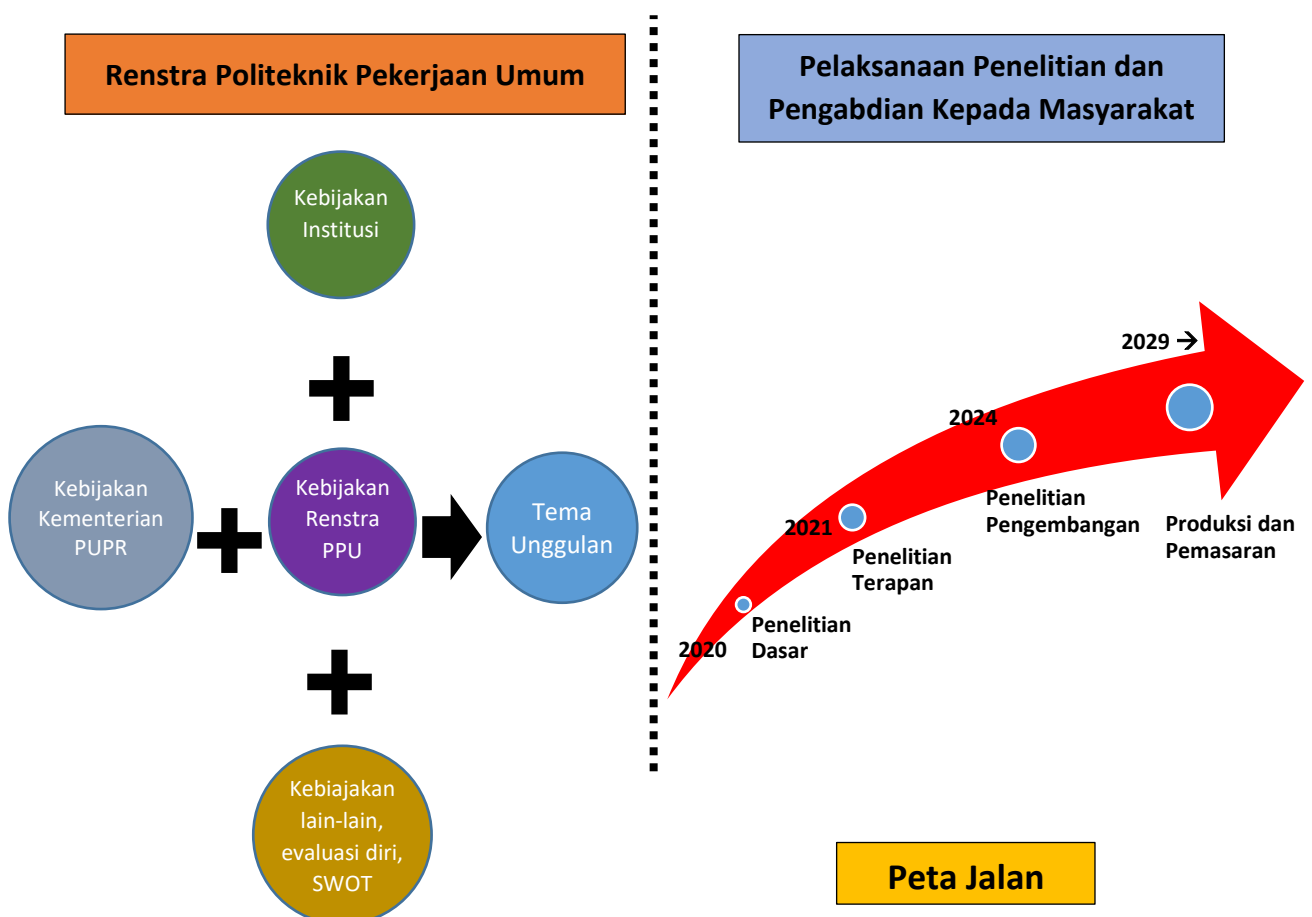 Renstra Politeknik Pekerjaan Umum
Kebijakan
Institusi
Kebijakan
Kementerian
PUPR
Kebijakan
Renstra
PPU
Tema
Unggulan
Kebiajakan
lain-lain,
evaluasi diri,
SWOT
Pelaksanaan Penelitian dan
Pengabdian Kepada Masyarakat
2029 →
2024
2021
2020
Penelitian
Dasar
Penelitian
Terapan
Penelitian
Pengembangan
Produksi dan
Pemasaran
Peta Jalan